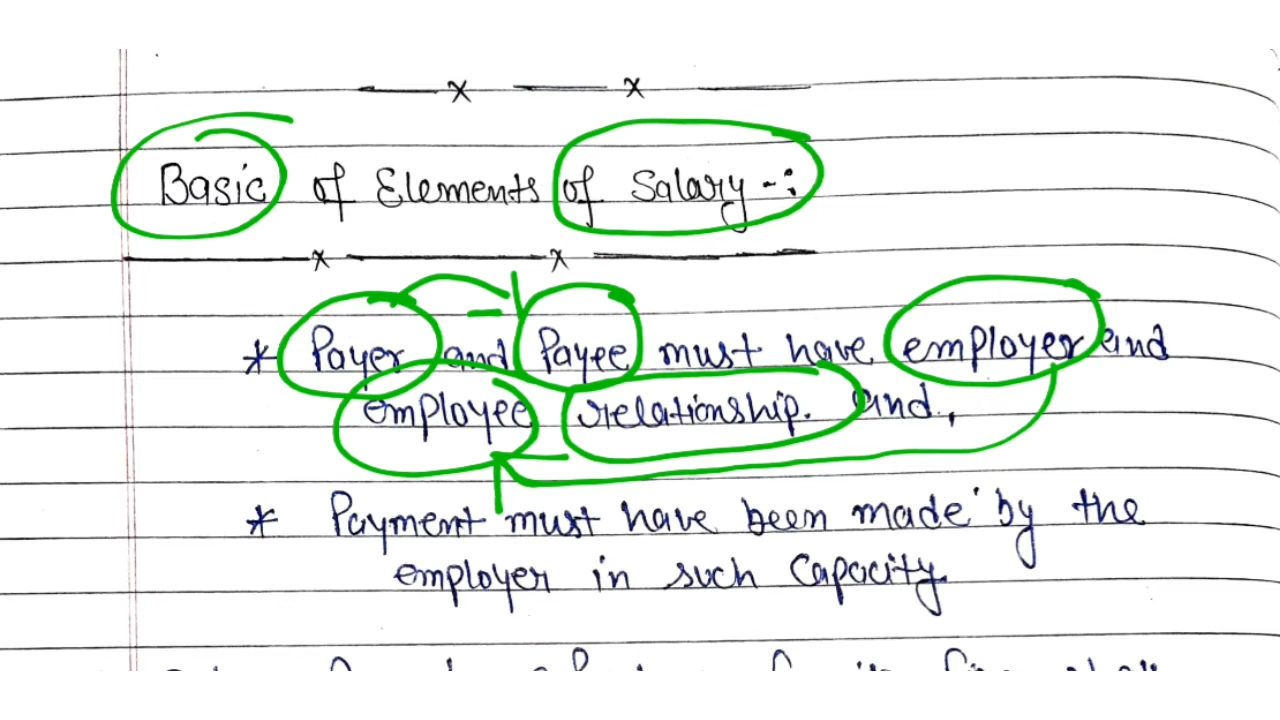 Basic of Elements of Salary -:
* Payer and Payee must have employer and
employee relationship. and,
* Payment must have been made by the
employer in such capacity.